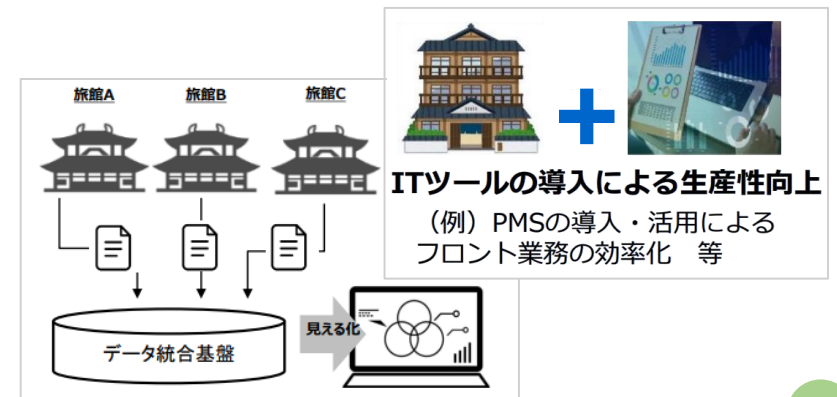 旅館A
旅館B
旅館C
データ統合基盤
見える化
ITツールの導入による生産性向上
(例)PMSの導入・活用による
フロント業務の効率化 等